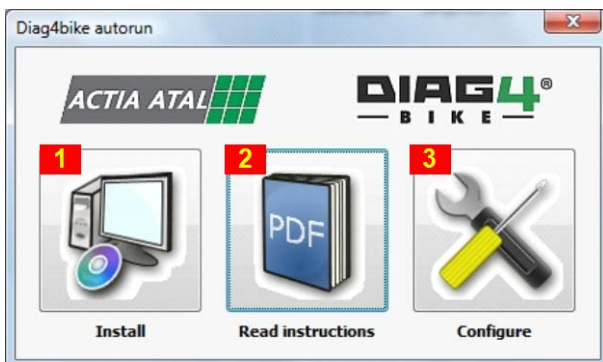 Diag4bike autorun
ACTIA ATAL
DIAG4®
BIKE
1
2
3
PDF
Install
Read instructions
Configure